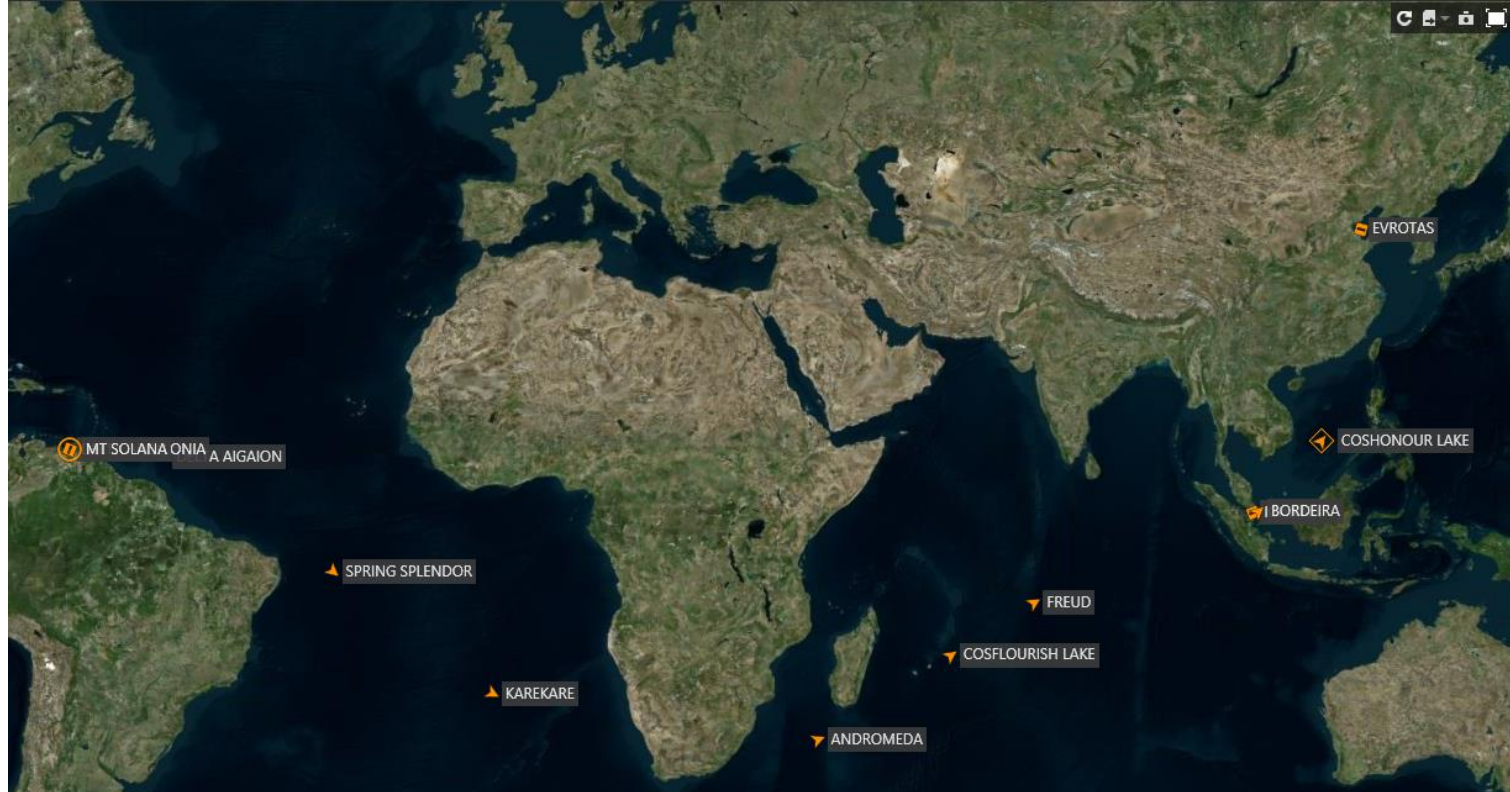 EVROTAS
COSHONOUR LAKE
MT SOLANA ONIA
A AIGAION
BORDEIRA
SPRING SPLENDOR
FREUD
COSFLOURISH LAKE
KAREKARE
ANDROMEDA